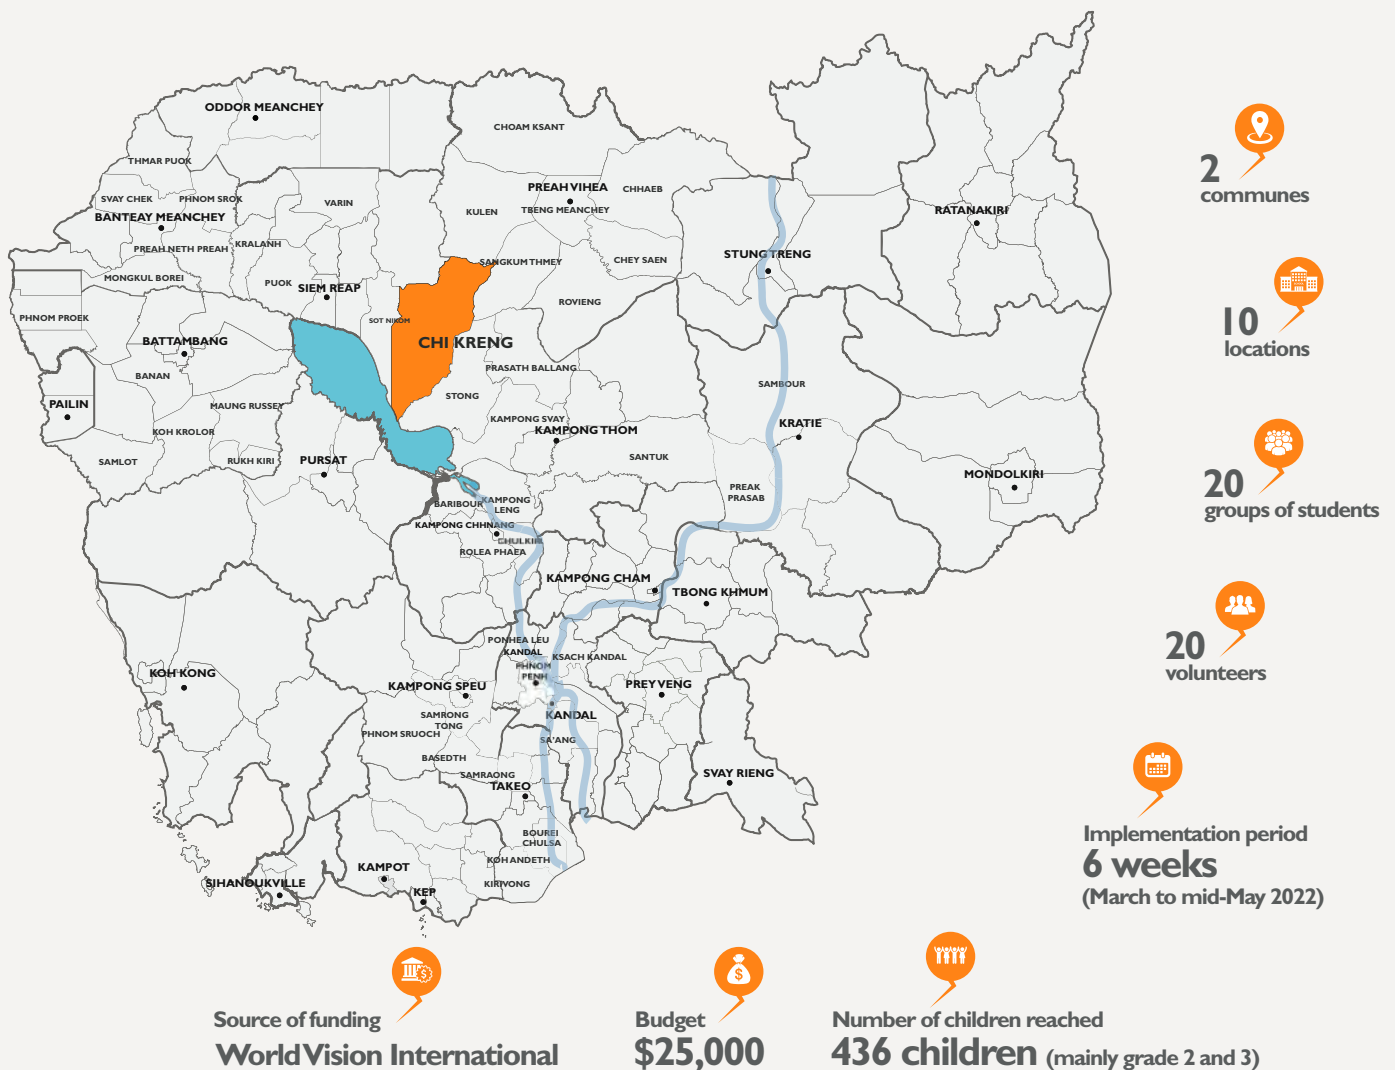 ODDOR MEANCHEY
CHOAM KSANT
THMAR PUOK
SVAY CHEK
PHNOM SROK
BANTEAY MEANCHEY
VARIN
KULEN
PREAH VIHEA
TBENG MEANCHEY
CHHAEB
RATANAKIRI
PREAH NETH PREAH
KRALANH
MONGKUL BOREI
PUOK
SIEM REAP
SANGKUM THMEY
CHEY SAEN
STUNG TRENG
ROVIENG
PHNOM PROEK
SOT NIKOM
BATTAMBANG
CHI KRENG
BANAN
PRASATH BALLANG
SAMBOUR
PAILIN
MAUNG RUSSEY
STONG
KOH KROLOR
KAMPONG SVAY
KAMPONG THOM
KRATIE
SAMLOT
RUKH KIRI
PURSAT
SANTUK
MONDOLKIRI
PREAK
PRASAB
BARIBOUR
KAMPONG
LENG
KAMPONG CHHNANG
CHULKIRI
ROLEA PHAEA
KAMPONG CHAM
TBONG KHMUM
PONHEA LEU
KANDAL
KSACH KANDAL
PHNOM
PENH
KOH KONG
KAMPONG SPEU
PREY VENG
SAMRONG
TONG
KANDAL
PHNOM SRUOCH
SA'ANG
BASEDTH
SAMRAONG
TAKEO
SVAY RIENG
BOUREI
CHULSA
KOH ANDETH
KAMPOT
SIHANOUKVILLE
KEP
KIRIVONG
2
communes
10
locations
20
groups of students
20
volunteers
Implementation period
6 weeks
(March to mid-May 2022)
Source of funding
World Vision International
Budget
$25,000
Number of children reached
436 children (mainly grade 2 and 3)